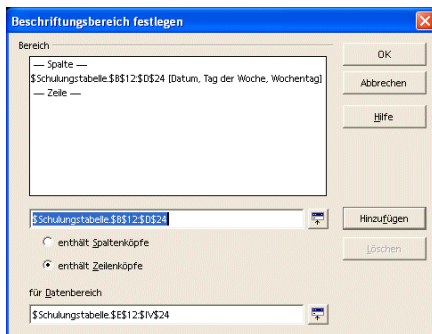 Beschriftungsbereich festlegen
Bereich
— Spalte —
$Schulungstabelle.$B$12:$D$24 [Datum, Tag der Woche, Wochentag]
— Zeile —
OK
Abbrechen
Hilfe
$Schulungstabelle.$B$12:$D$24
Hinzufügen
enthält Spaltenköpfe
Löschen
enthält Zeilenköpfe
für Datenbereich
$Schulungstabelle.$E$12:$IV$24